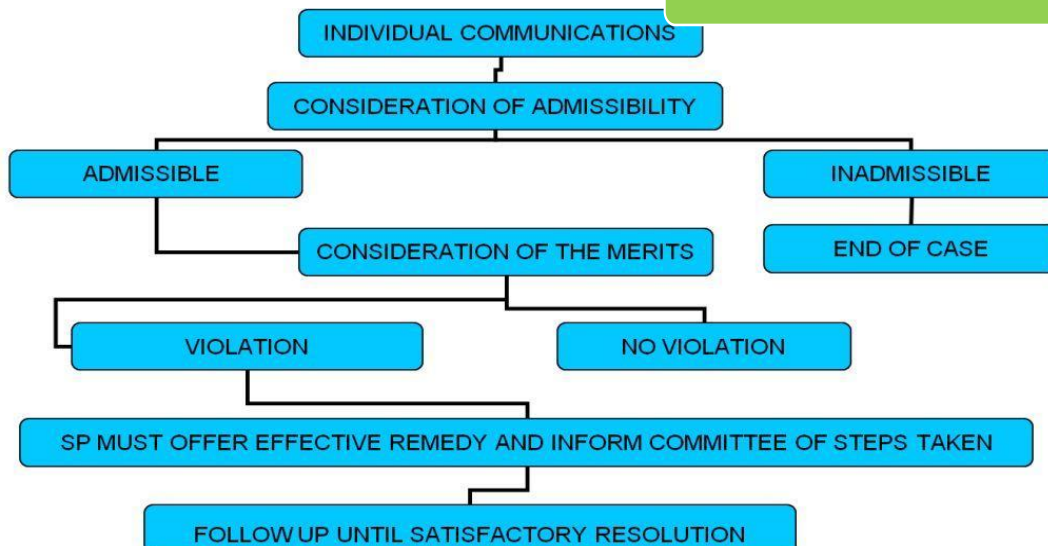 INDIVIDUAL COMMUNICATIONS
CONSIDERATION OF ADMISSIBILITY
ADMISSIBLE
INADMISSIBLE
CONSIDERATION OF THE MERITS
END OF CASE
VIOLATION
NO VIOLATION
SP MUST OFFER EFFECTIVE REMEDY AND INFORM COMMITTEE OF STEPS TAKEN
FOLLOW UP UNTIL SATISFACTORY RESOLUTION